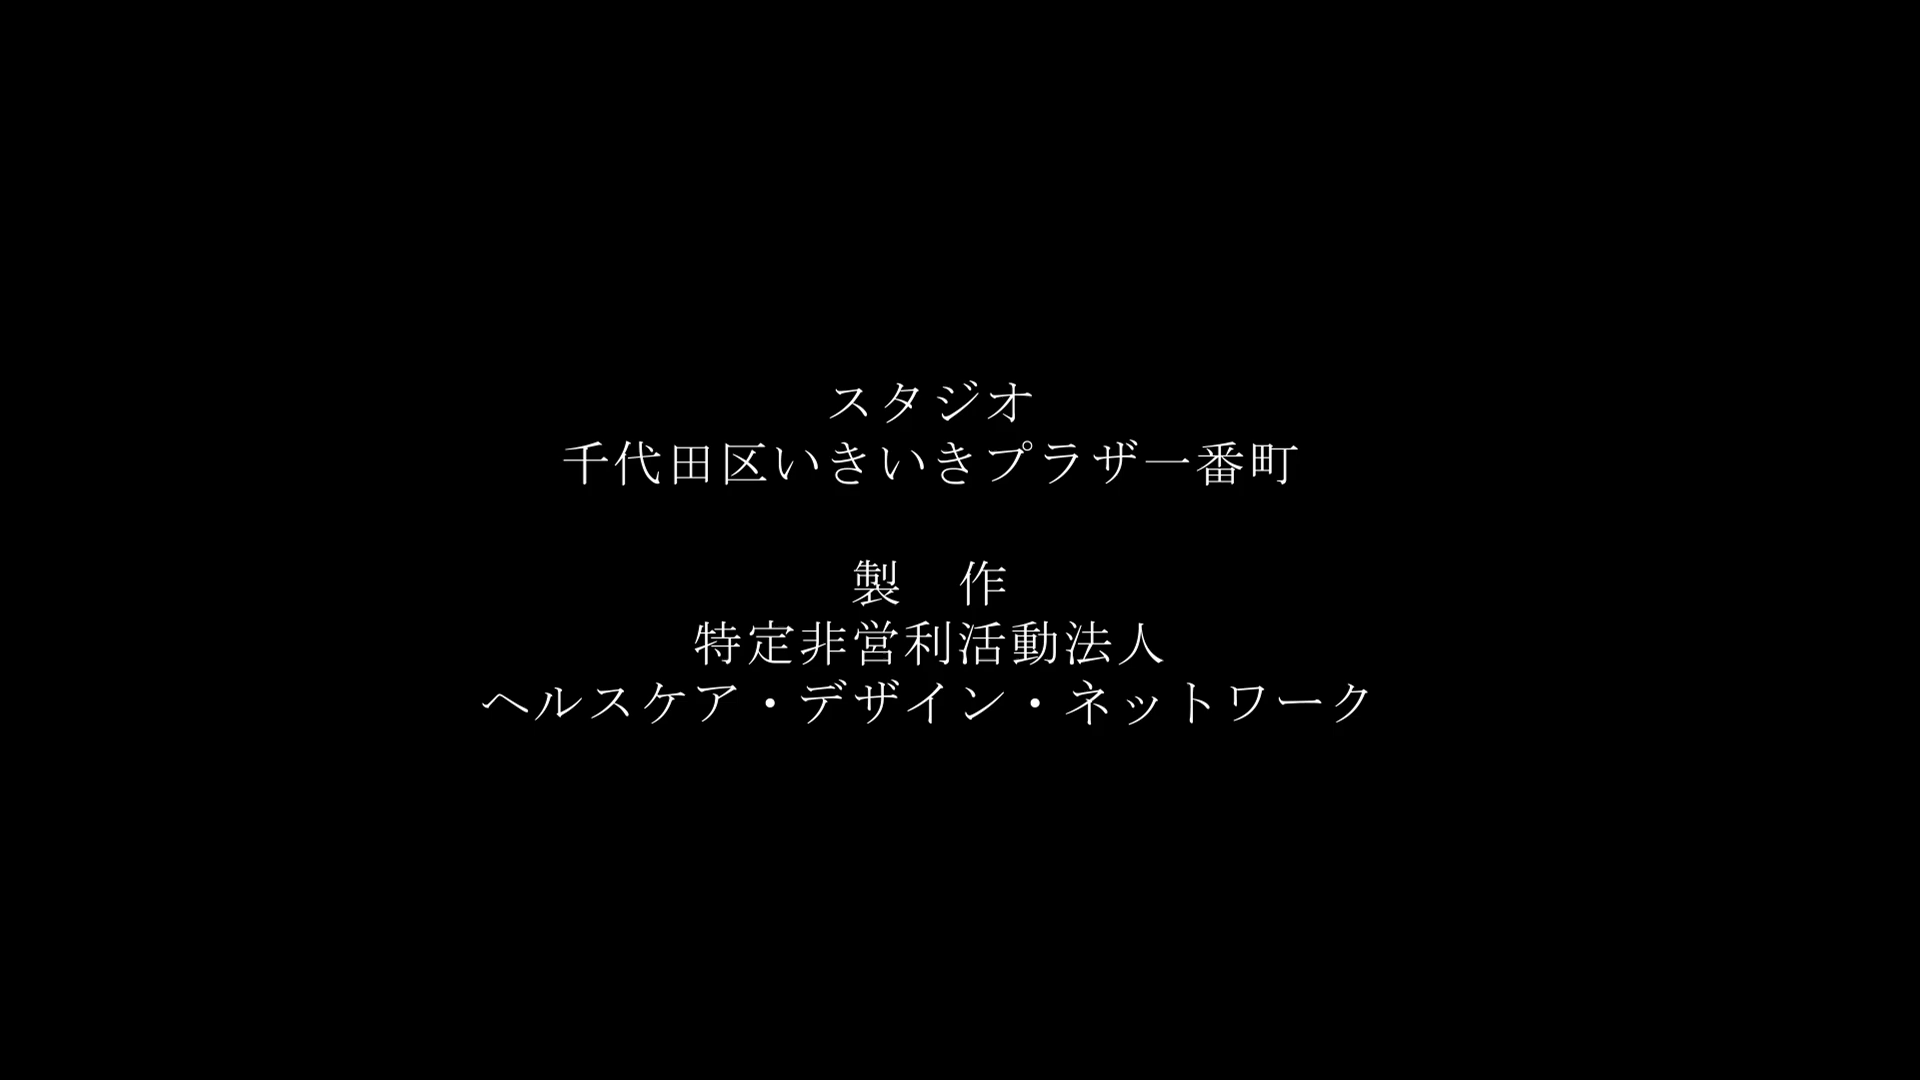 スタジオ
千代田区いきいきプラザ一番町
製　作
特定非営利活動法人
ヘルスケア・デザイン・ネットワーク